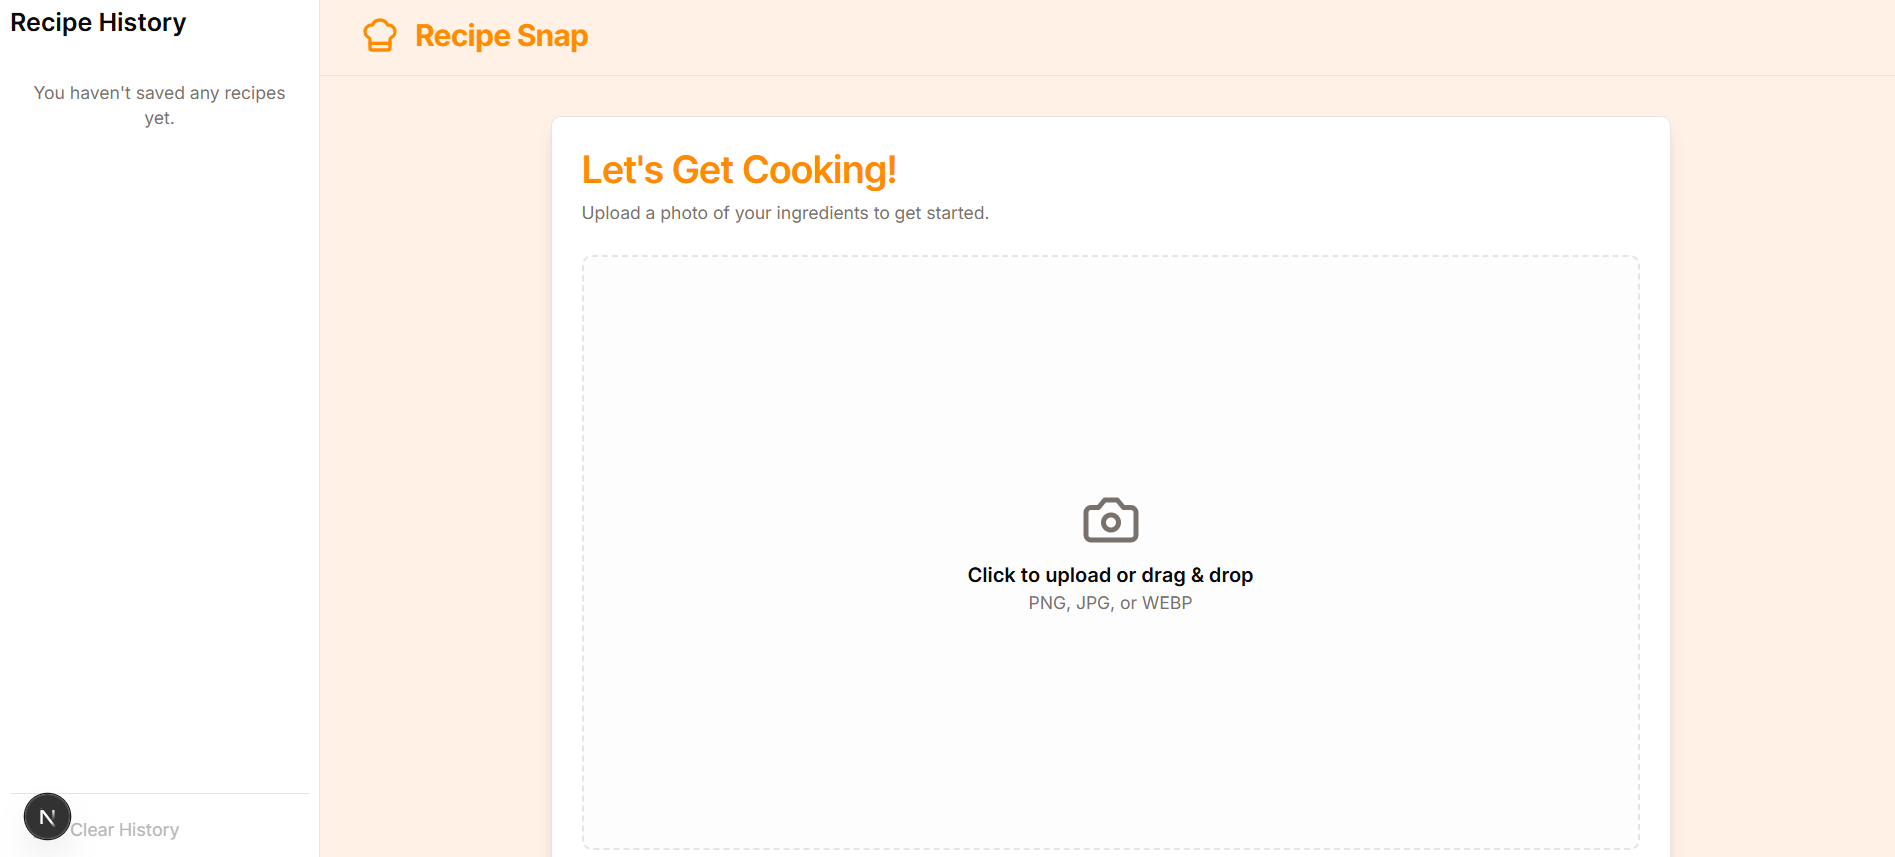 Recipe History
You haven't saved any recipes
yet.
N
Clear History
Recipe Snap
Let's Get Cooking!
Upload a photo of your ingredients to get started.
Click to upload or drag & drop
PNG, JPG, or WEBP